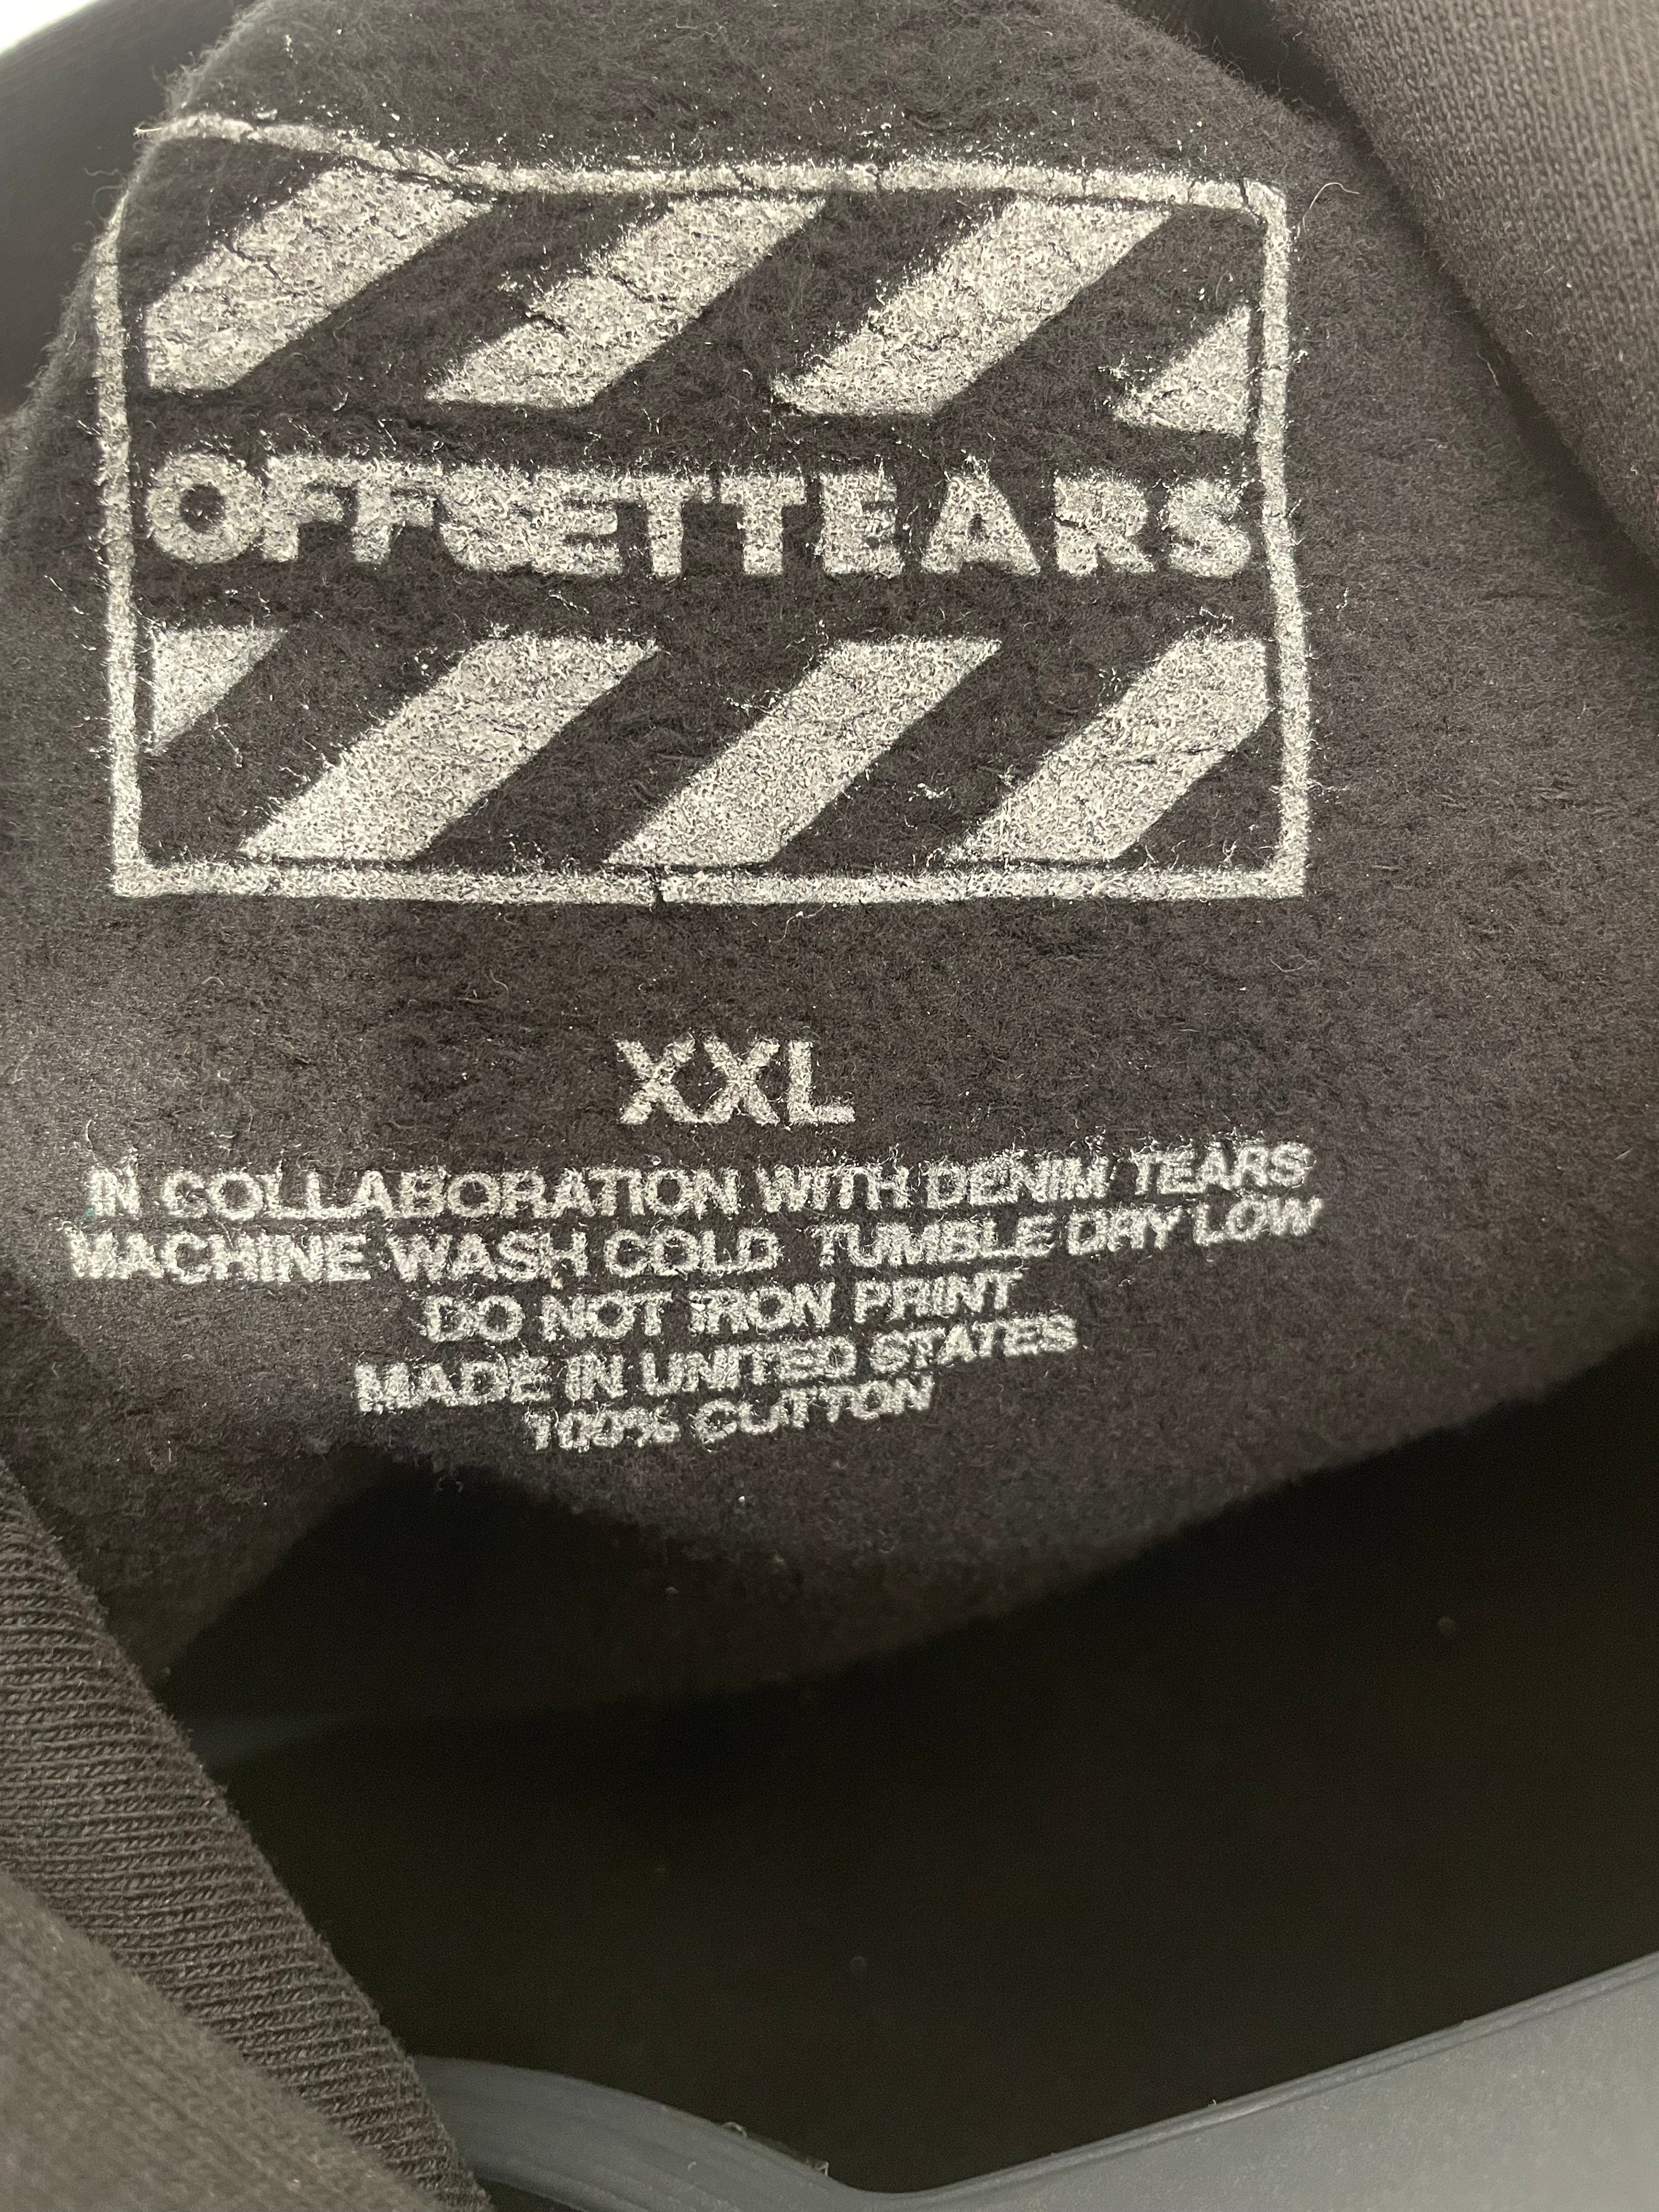 OFFSETTEARS
XXL
IN COLLABORATION WITH DENIM TEARS
MACHINE WASH COLD TUMBLE DRY LOW
DO NOT IRON PRINT
MADE IN UNITED STATES
100% COTTON